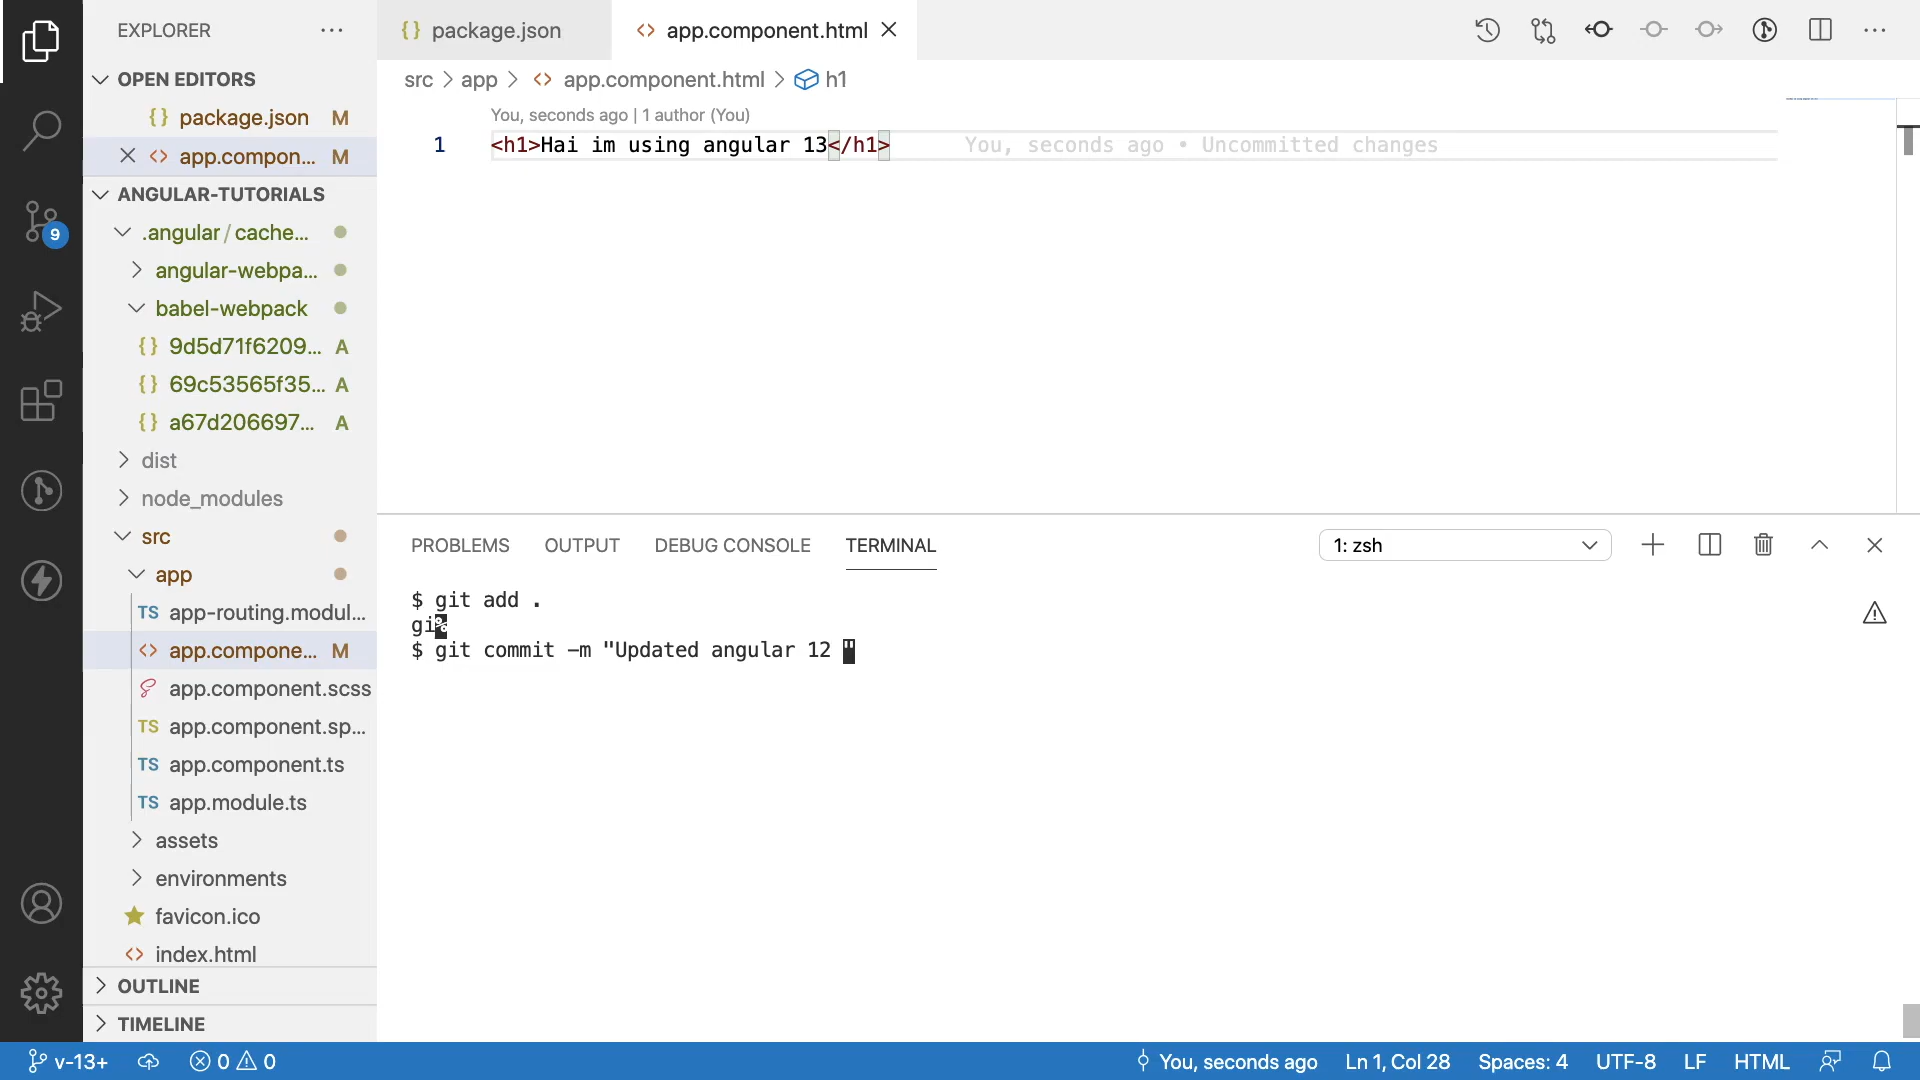 EXPLORER
OPEN EDITORS
{} package.json M
<> app.compon... M
ANGULAR-TUTORIALS
.angular / cache...
angular-webpa...
babel-webpack
{} 9d5d71f6209... A
{} 69c53565f35... A
{} a67d206697... A
dist
node_modules
src
app
TS app-routing.modul...
<> app.compone... M
app.component.scss
TS app.component.sp...
TS app.component.ts
TS app.module.ts
assets
environments
favicon.ico
<> index.html
OUTLINE
TIMELINE
9
{} package.json
<> app.component.html
src > app > <> app.component.html > h1
You, seconds ago | 1 author (You)
1 <h1>Hai im using angular 13</h1> You, seconds ago • Uncommitted changes
PROBLEMS OUTPUT DEBUG CONSOLE TERMINAL
1: zsh
$ git add .
gi%
$ git commit -m "Updated angular 12 "
v-13+ 0 0
You, seconds ago Ln 1, Col 28 Spaces: 4 UTF-8 LF HTML